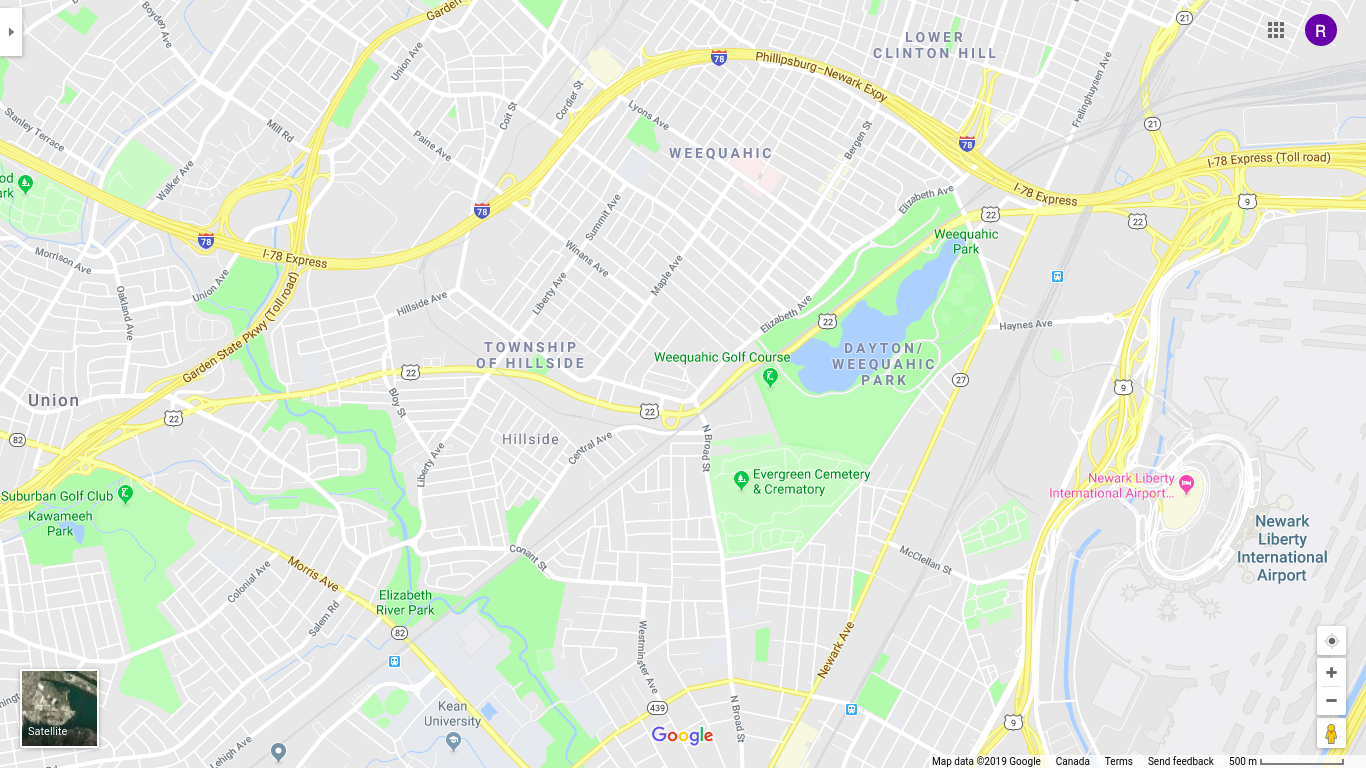 Garden
Boyden Ave
Union Ave
21
R
LOWER
CLINTON HILL
78
Phillipsburg–Newark Expy
Frelinghuysen Ave
Coit St
Cordier St
Lyons Ave
Stanley Terrace
Mill Rd
Paine Ave
WEEQUAHIC
Bergen St
21
78
I-78 Express (Toll road)
Walker Ave
I-78 Express
Elizabeth Ave
9
22
22
78
78
Summit Ave
Weequahic
Park
I-78 Express
Morrison Ave
Winans Ave
Maple Ave
Union Ave
Oakland Ave
Hillside Ave
Liberty Ave
Elizabeth Ave
22
Haynes Ave
Garden State Pkwy (Toll road)
TOWNSHIP
OF HILLSIDE
Weequahic Golf Course
DAYTON/
WEEQUAHIC
PARK
22
27
9
Union
22
Bloy St
22
82
Hillside
Central Ave
N Broad St
Liberty Ave
Evergreen Cemetery
& Crematory
Newark Liberty
International Airport...
Suburban Golf Club
Kawameeh
Park
Newark
Liberty
International
Airport
Conant St
McClellan St
Morris Ave
Colonial Ave
Elizabeth
River Park
Salem Rd
82
Westminster Ave
Newark Ave
439
N Broad St
Kean
University
9
Lehigh Ave
Satellite
Google
Map data ©2019 Google Canada Terms Send feedback 500 m